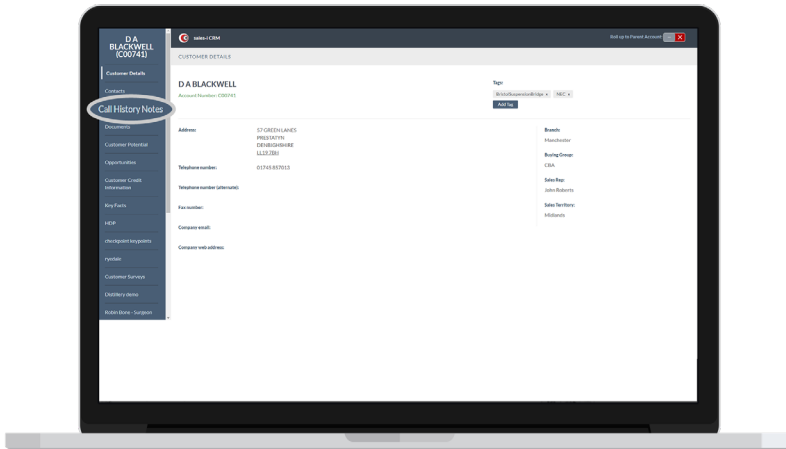 D A
BLACKWELL
(C00741)
Customer Details
Contacts
Call History Notes
Documents
Customer Potential
Opportunities
Customer Credit
Information
Key Facts
HDP
checkpoint keypoints
ryedale
Customer Surveys
Distillery demo
Robin Bone - Surgeon
sales-i CRM
Roll up to Parent Account
CUSTOMER DETAILS
D A BLACKWELL
Account Number: C00741
Tags:
BristolSuspensionBridge x NEC x
Add Tag
Address:
57 GREEN LANES
PRESTATYN
DENBIGHSHIRE
LL19 7BH
Telephone number:
01745 857013
Telephone number (alternate):
Fax number:
Company email:
Company web address:
Branch:
Manchester
Buying Group:
CBA
Sales Rep:
John Roberts
Sales Territory:
Midlands